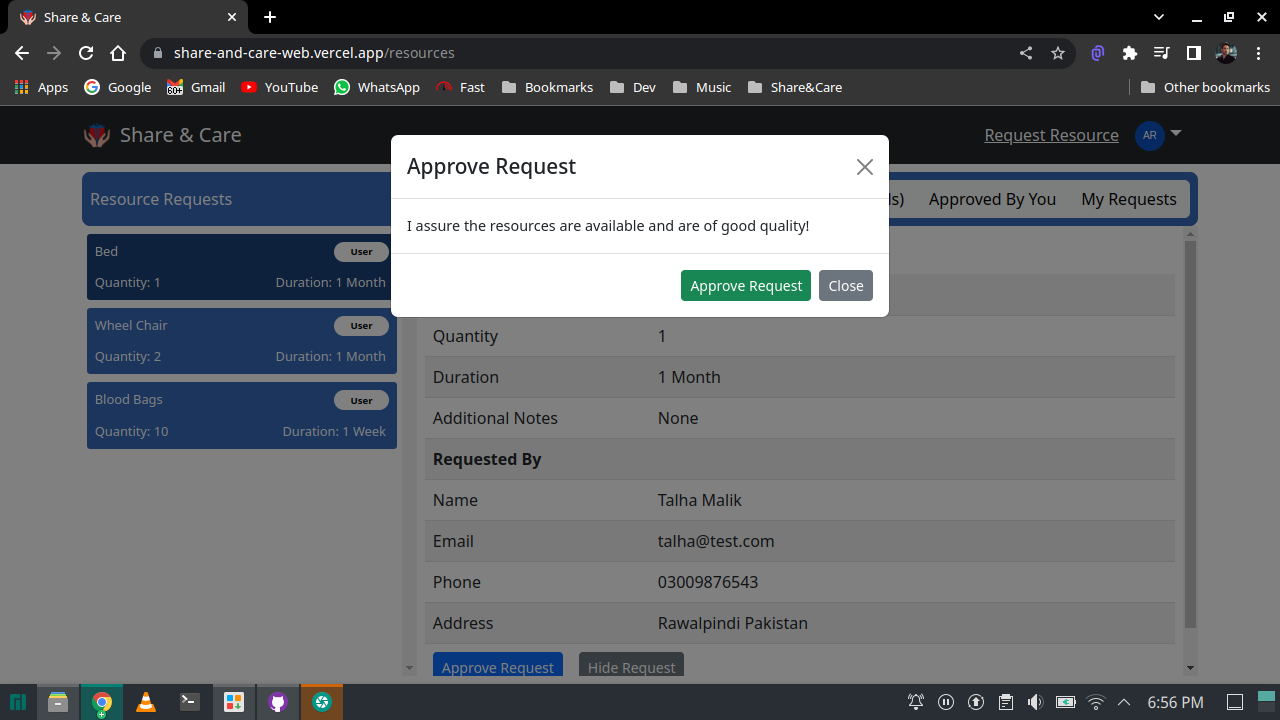 Share & Care
share-and-care-web.vercel.app/resources
Apps Google Gmail YouTube WhatsApp Fast Bookmarks Dev Music Share&Care Other bookmarks
60+
Share & Care
Request Resource AR
Approve Request
I assure the resources are available and are of good quality!
Approve Request Close
Resource Requests
Approved By You My Requests
Bed User
Quantity: 1 Duration: 1 Month
Wheel Chair User
Quantity: 2 Duration: 1 Month
Blood Bags User
Quantity: 10 Duration: 1 Week
Quantity 1
Duration 1 Month
Additional Notes None
Requested By
Name Talha Malik
Email talha@test.com
Phone 03009876543
Address Rawalpindi Pakistan
Approve Request Hide Request
6:56 PM